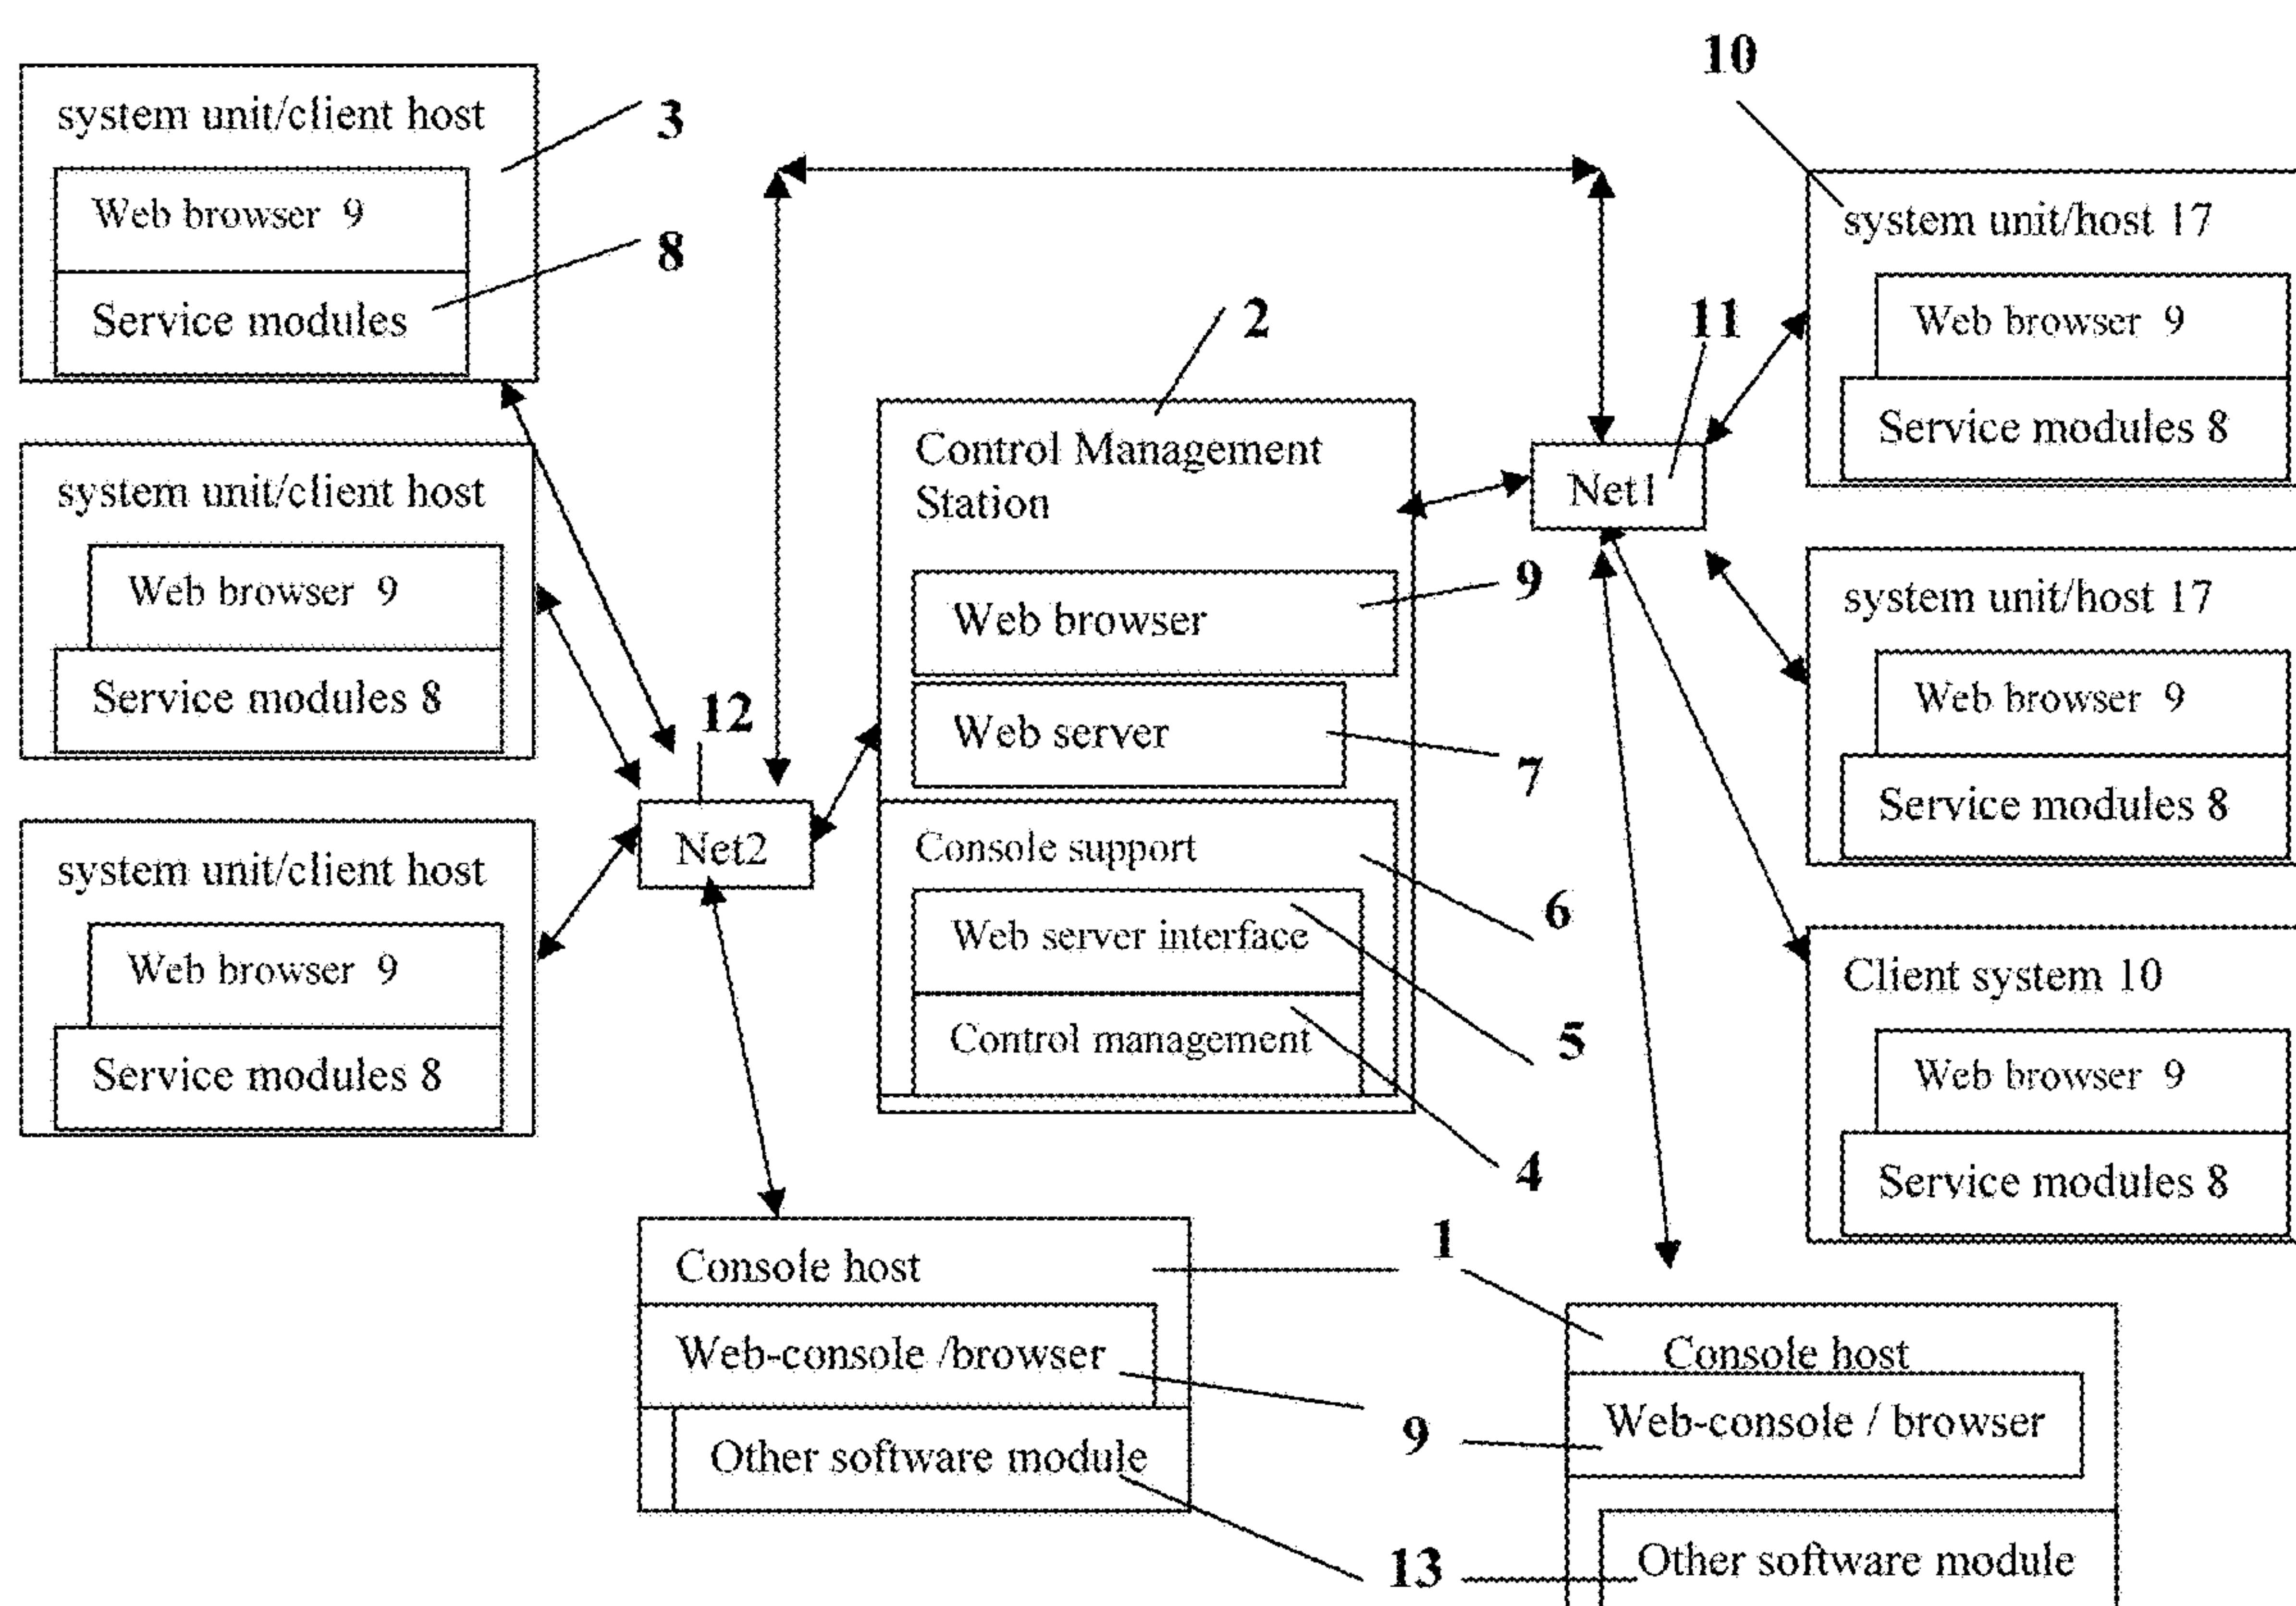 10
system unit/client host
3
Web browser 9
8
Service modules
system unit/client host
Web browser 9
Service modules 8
system unit/client host
Web browser 9
Service modules 8
12
Net2
2
Control Management
Station
Web browser
9
Web server
7
Console support
6
Web server interface
5
Control management
4
11
Net1
system unit/host 17
Web browser 9
Service modules 8
system unit/host 17
Web browser 9
Service modules 8
Client system 10
Web browser 9
Service modules 8
1
Console host
Web-console /browser
9
Other software module
13
Console host
Web-console / browser
Other software module